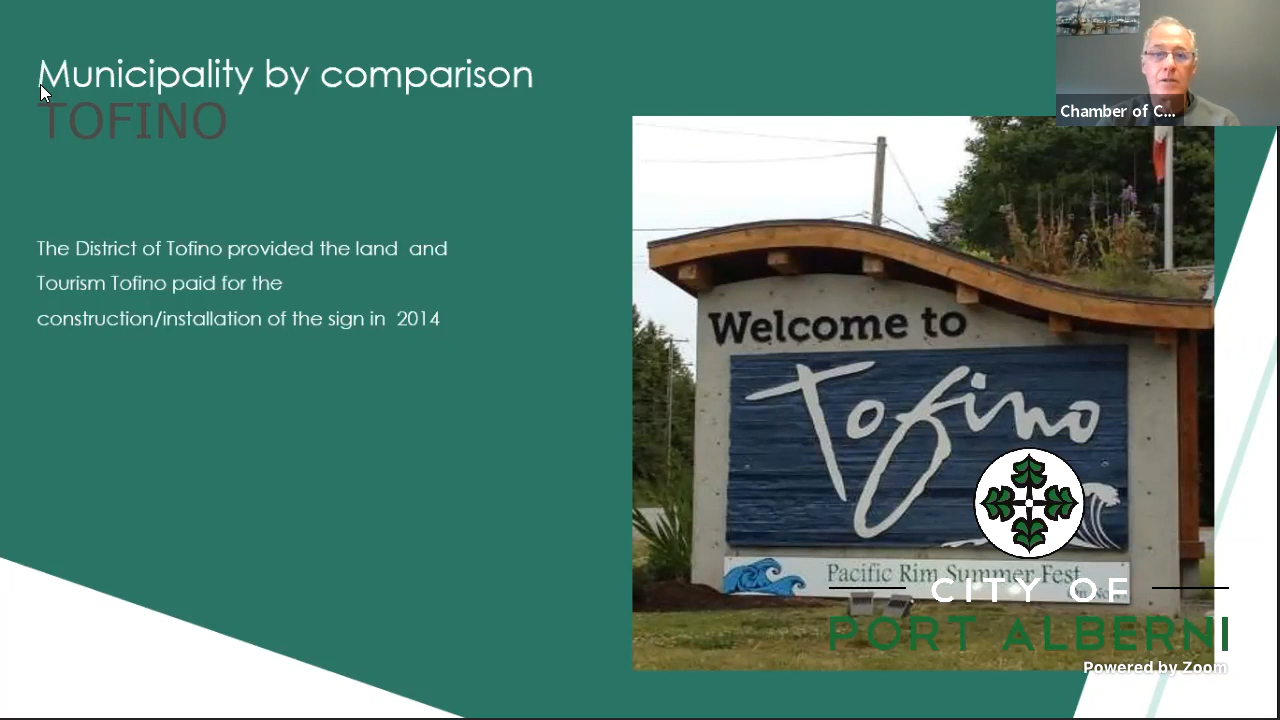 Municipality by comparison
TOFINO
Chamber of C...
The District of Tofino provided the land and
Tourism Tofino paid for the
construction/installation of the sign in 2014
Welcome to
Tofino
Pacific Rim Summer Fest
CITY OF
PORT ALBERNI
Powered by Zoom